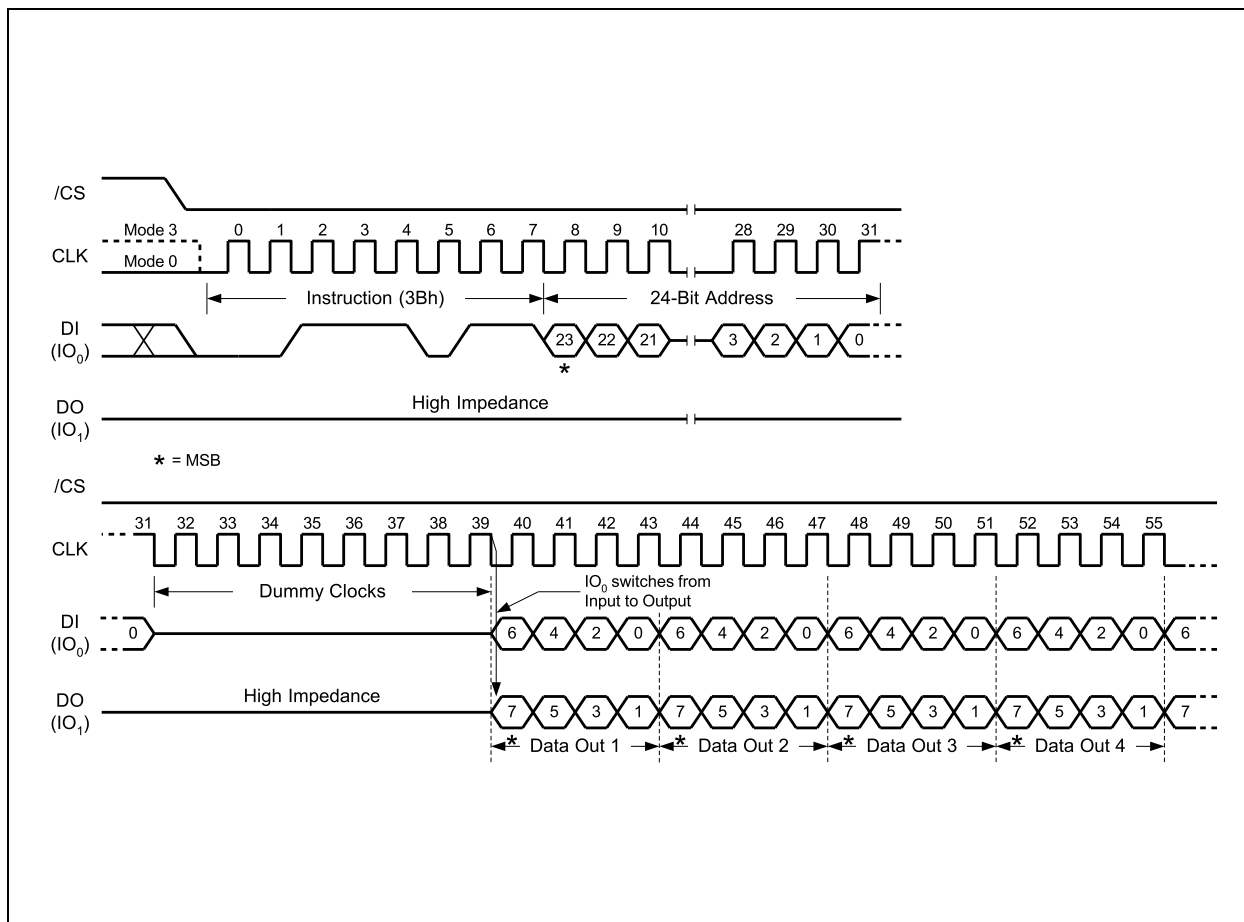 /CS
Mode 3
0 1 2 3 4 5 6 7 8 9 10 28 29 30 31
CLK
Mode 0
Instruction (3Bh) 24-Bit Address
DI
(IO0)
23 22 21 3 2 1 0
*
High Impedance
DO
(IO1)
* = MSB
/CS
31 32 33 34 35 36 37 38 39 40 41 42 43 44 45 46 47 48 49 50 51 52 53 54 55
CLK
Dummy Clocks
IO0 switches from
Input to Output
DI
(IO0)
0 6 4 2 0 6 4 2 0 6 4 2 0 6 4 2 0 6
High Impedance
DO
(IO1)
7 5 3 1 7 5 3 1 7 5 3 1 7 5 3 1 7
* Data Out 1 * Data Out 2 * Data Out 3 * Data Out 4